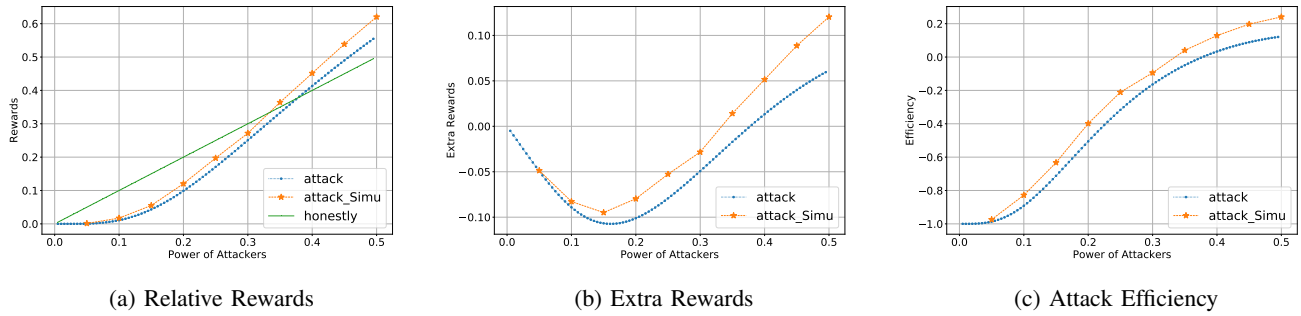 0.6
0.5
0.4
0.3
0.2
0.1
0.0
Rewards
attack
attack_Simu
honestly
0.0 0.1 0.2 0.3 0.4 0.5
Power of Attackers
(a) Relative Rewards
0.10
0.05
0.00
−0.05
−0.10
Extra Rewards
attack
attack_Simu
0.0 0.1 0.2 0.3 0.4 0.5
Power of Attackers
(b) Extra Rewards
0.2
0.0
−0.2
−0.4
−0.6
−0.8
−1.0
Efficiency
attack
attack_Simu
0.0 0.1 0.2 0.3 0.4 0.5
Power of Attackers
(c) Attack Efficiency